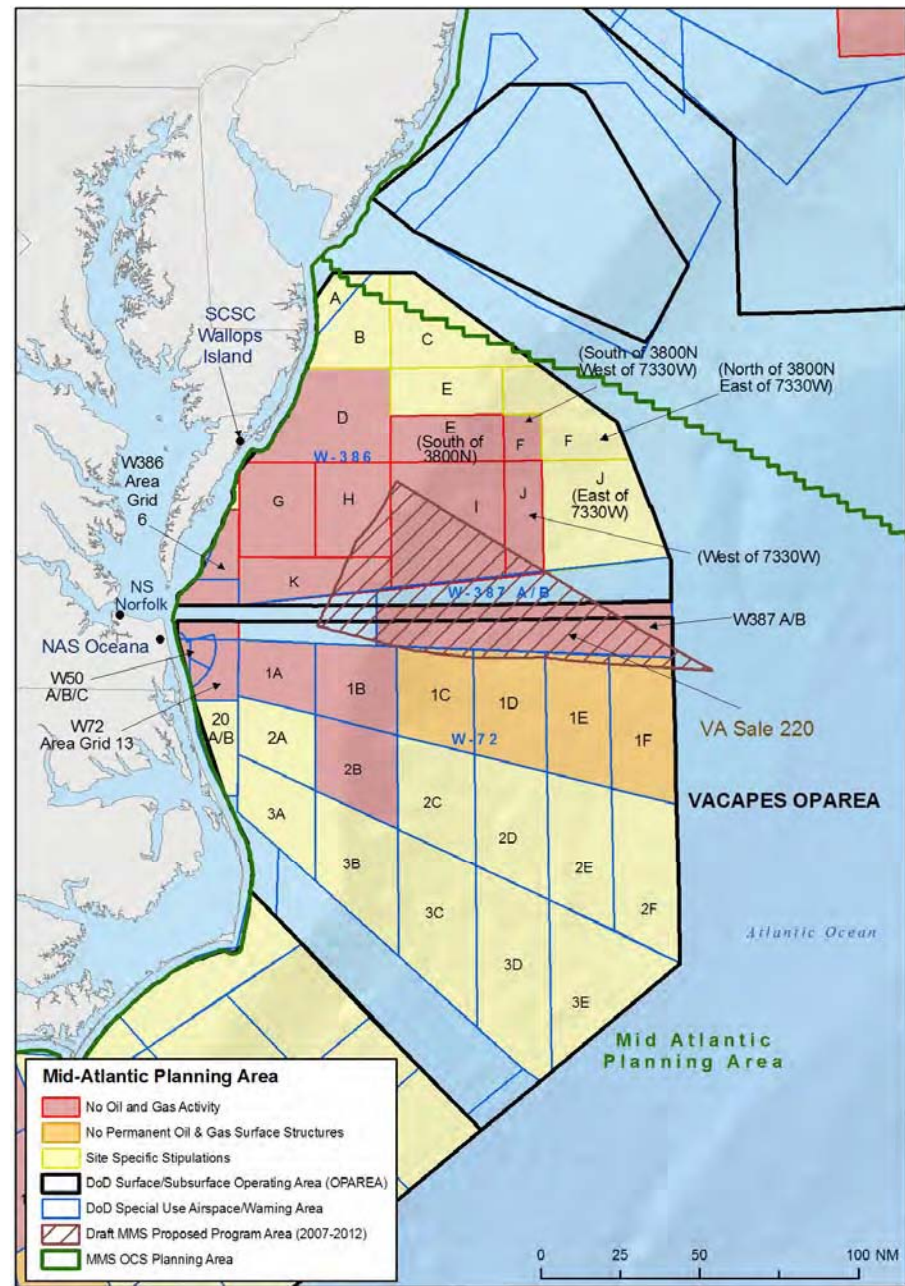 A
B
C
SCSC
Wallops
Island
(South of 3800N
West of 7330W)
(North of 3800N
East of 7330W)
E
D
E
(South of
3800N)
F
F
W-386
W386
Area
Grid
6
G
H
I
J
J
(East of
7330W)
(West of 7330W)
K
W-387 A/B
NS
Norfolk
W387 A/B
NAS Oceana
W50
A/B/C
1A
1B
1C
1D
1E
1F
VA Sale 220
W72
Area Grid 13
20
A/B
2A
W-72
2B
2C
VACAPES OPAREA
3A
2D
3B
2E
3C
2F
Atlantic Ocean
3D
3E
Mid Atlantic
Planning Area
Mid-Atlantic Planning Area
No Oil and Gas Activity
No Permanent Oil & Gas Surface Structures
Site Specific Stipulations
DoD Surface/Subsurface Operating Area (OPAREA)
DoD Special Use Airspace/Warning Area
Draft MMS Proposed Program Area (2007-2012)
MMS OCS Planning Area
0 25 50 100 NM